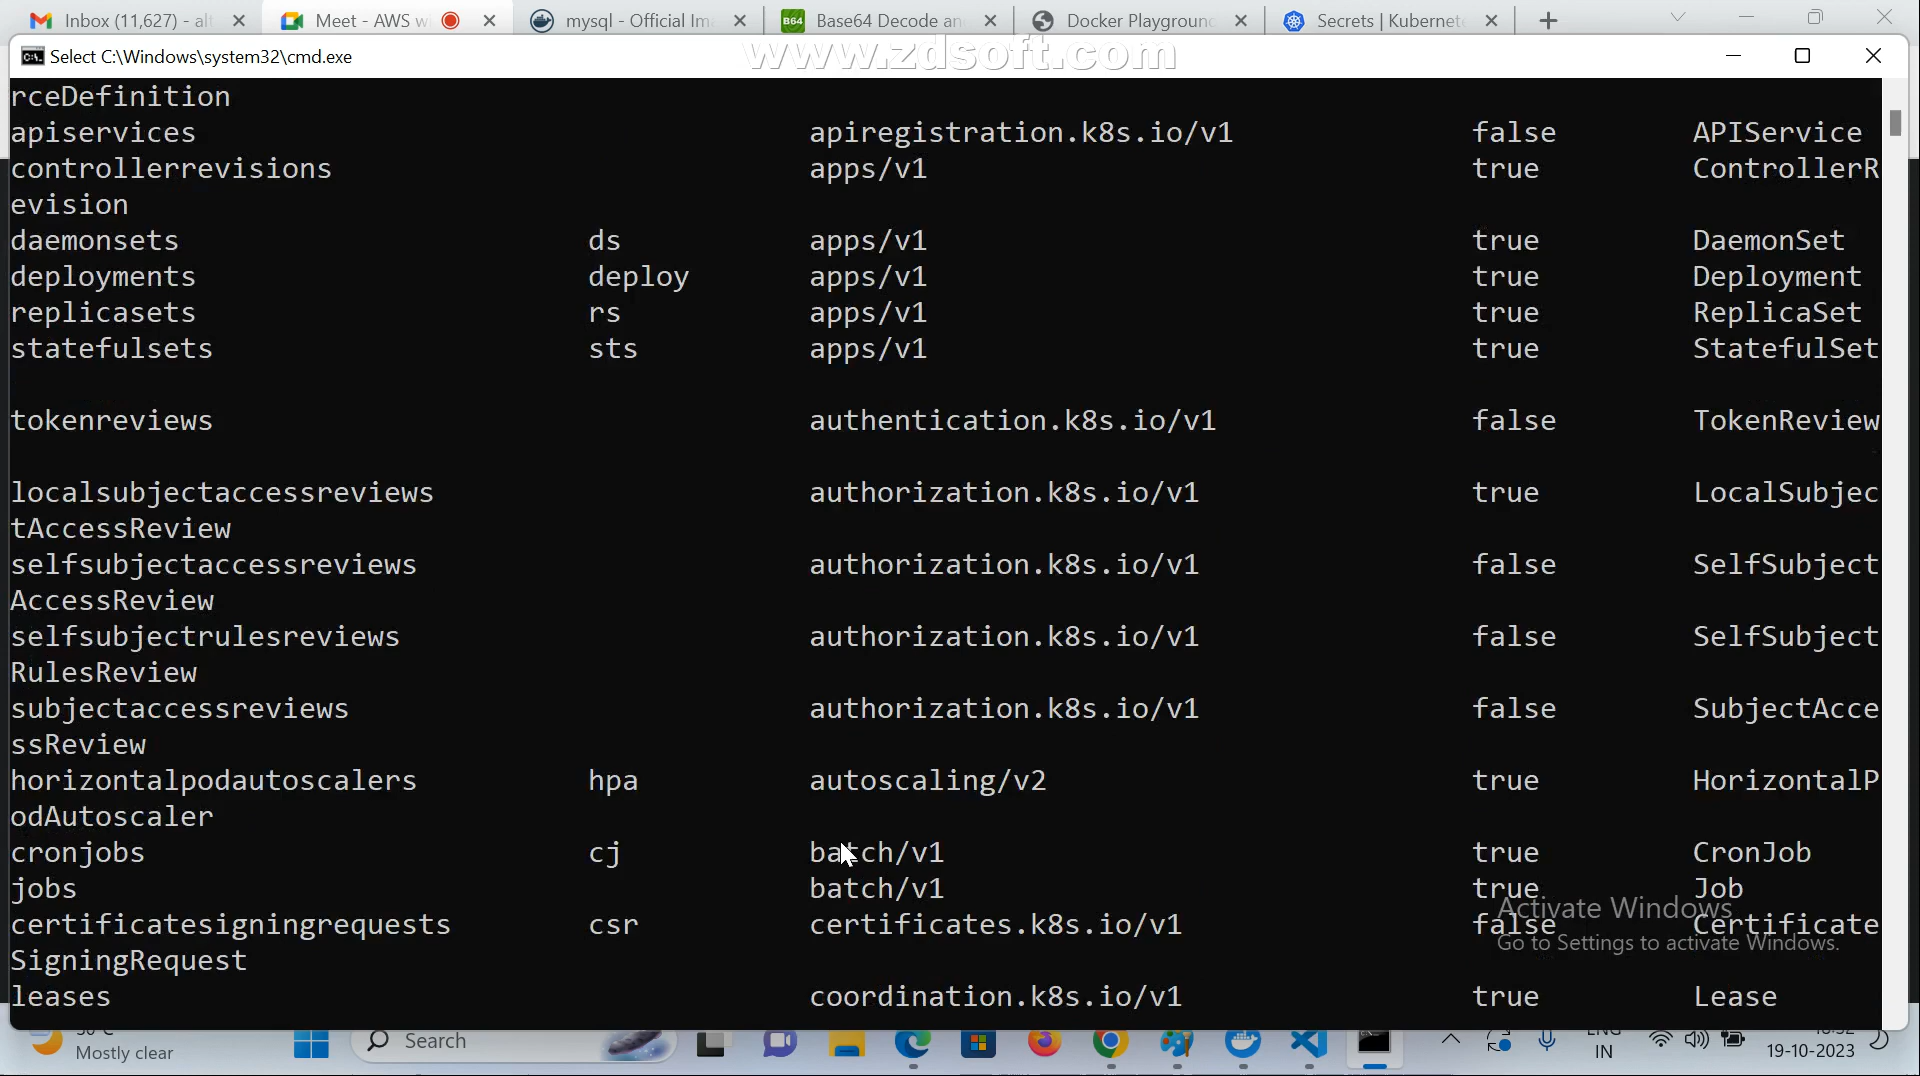 Inbox (11,627) - alt
Meet - AWS w
mysql - Official Im
B64 Base64 Decode an
Docker Playgroun
Secrets | Kubernet
Select C:\Windows\system32\cmd.exe
www.zdsoft.com
rceDefinition
apiservices apiregistration.k8s.io/v1 false APIService
controllerrevisions apps/v1 true ControllerR
evision
daemonsets ds apps/v1 true DaemonSet
deployments deploy apps/v1 true Deployment
replicasets rs apps/v1 true ReplicaSet
statefulsets sts apps/v1 true StatefulSet
tokenreviews authentication.k8s.io/v1 false TokenReview
localsubjectaccessreviews authorization.k8s.io/v1 true LocalSubjec
tAccessReview
selfsubjectaccessreviews authorization.k8s.io/v1 false SelfSubject
AccessReview
selfsubjectrulesreviews authorization.k8s.io/v1 false SelfSubject
RulesReview
subjectaccessreviews authorization.k8s.io/v1 false SubjectAcce
ssReview
horizontalpodautoscalers hpa autoscaling/v2 true HorizontalP
odAutoscaler
cronjobs cj batch/v1 true CronJob
jobs batch/v1 true Job
certificatesigningrequests csr certificates.k8s.io/v1 false Certificate
SigningRequest
leases coordination.k8s.io/v1 true Lease
Activate Windows
Go to Settings to activate Windows.
Mostly clear
Search
ENG
IN
19-10-2023